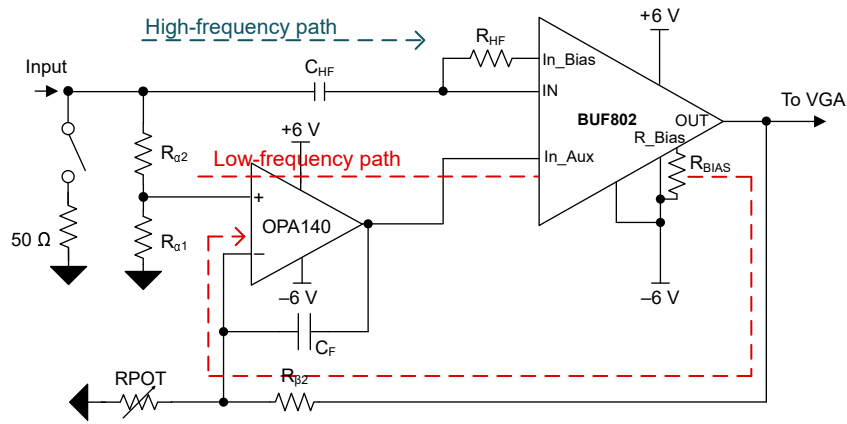 High-frequency path
+6 V
Input
C_HF
R_HF
In_Bias
IN
BUF802
OUT
To VGA
R_Bias
R_BIAS
In_Aux
+6 V
R_α2
Low-frequency path
+
OPA140
–
50 Ω
R_α1
–6 V
–6 V
C_F
RPOT
R_β2